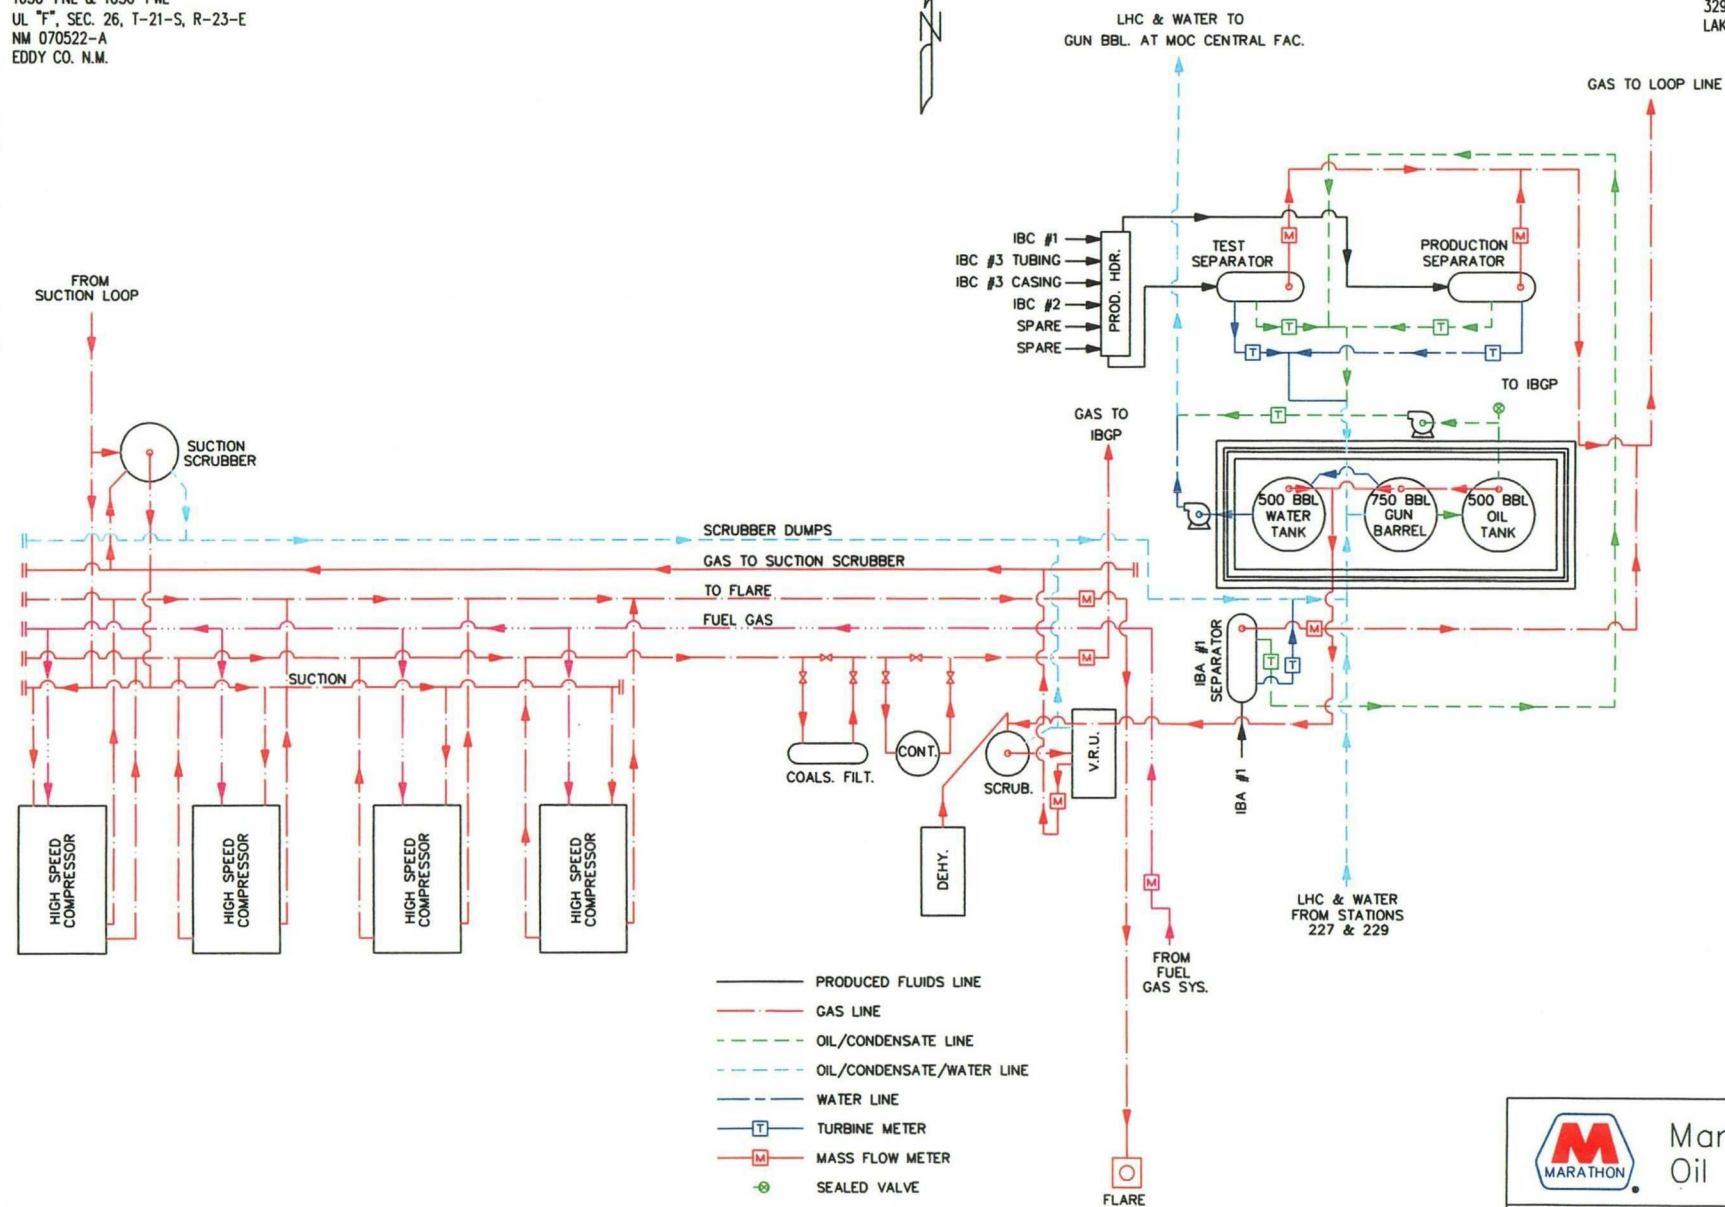 UL "F", SEC. 26, T-21-S, R-23-E
NM 070522-A
EDDY CO. N.M.
N
LHC & WATER TO
GUN BBL. AT MOC CENTRAL FAC.
329
LAK
GAS TO LOOP LINE
IBC #1
IBC #3 TUBING
IBC #3 CASING
IBC #2
SPARE
SPARE
PROD. HDR.
TEST
SEPARATOR
M
PRODUCTION
SEPARATOR
M
T
T
T
T
FROM
SUCTION LOOP
SUCTION
SCRUBBER
TO IBGP
GAS TO
IBGP
T
500 BBL
WATER
TANK
750 BBL
GUN
BARREL
500 BBL
OIL
TANK
SCRUBBER DUMPS
GAS TO SUCTION SCRUBBER
TO FLARE
M
FUEL GAS
M
SUCTION
IBA #1
SEPARATOR
M
T
T
IBA #1
COALS. FILT.
CONT.
SCRUB.
V.R.U.
M
DEHY.
HIGH SPEED
COMPRESSOR
HIGH SPEED
COMPRESSOR
HIGH SPEED
COMPRESSOR
HIGH SPEED
COMPRESSOR
M
FROM
FUEL
GAS SYS.
LHC & WATER
FROM STATIONS
227 & 229
PRODUCED FLUIDS LINE
GAS LINE
OIL/CONDENSATE LINE
OIL/CONDENSATE/WATER LINE
WATER LINE
T TURBINE METER
M MASS FLOW METER
SEALED VALVE
FLARE
M
MARATHON
Mar
Oil